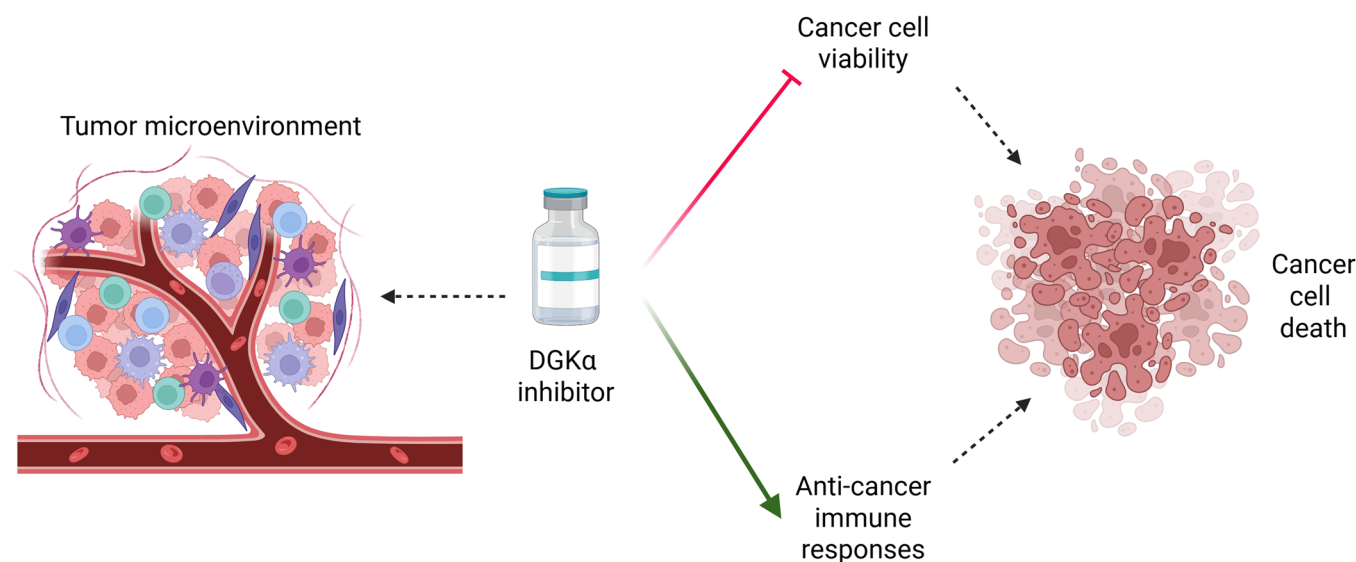 Tumor microenvironment
DGKα
inhibitor
Cancer cell
viability
Anti-cancer
immune
responses
Cancer
cell
death